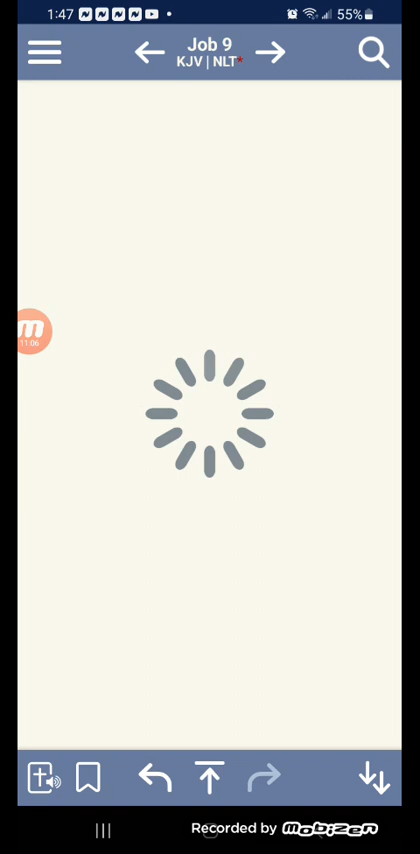 1:47
55%
Job 9
KJV | NLT*
11:06
Recorded by MOBIZEN